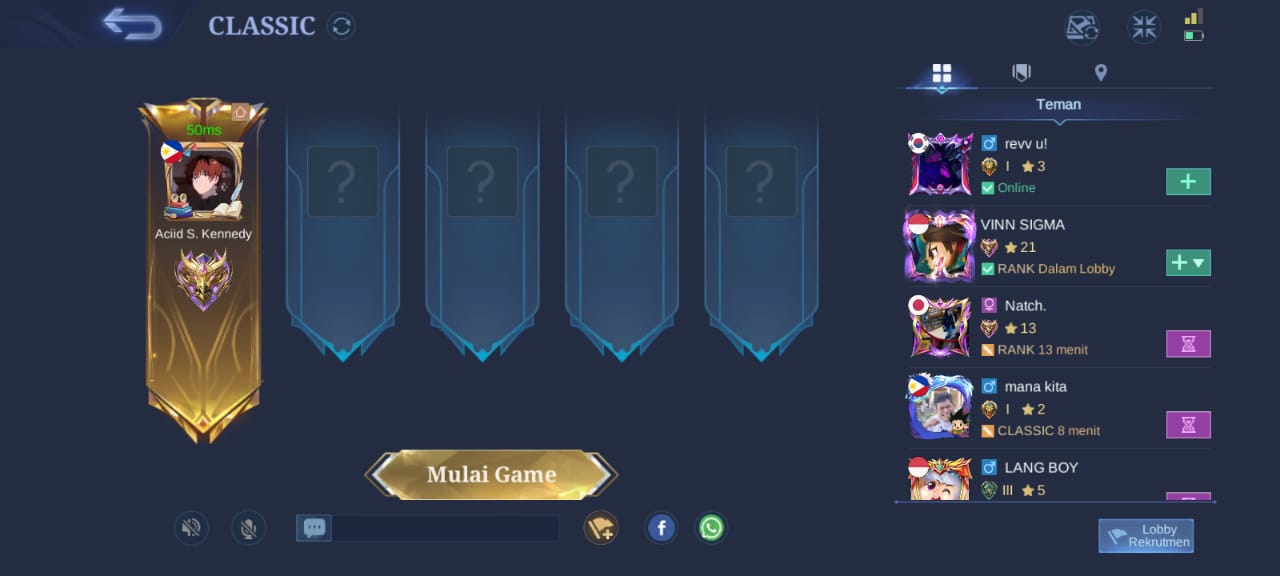 CLASSIC
50ms
Aciid S. Kennedy
?
?
?
?
Mulai Game
Teman
revv u!
I 3
Online
VINN SIGMA
21
RANK Dalam Lobby
Natch.
13
RANK 13 menit
mana kita
I 2
CLASSIC 8 menit
LANG BOY
III 5
Lobby
Rekrutmen